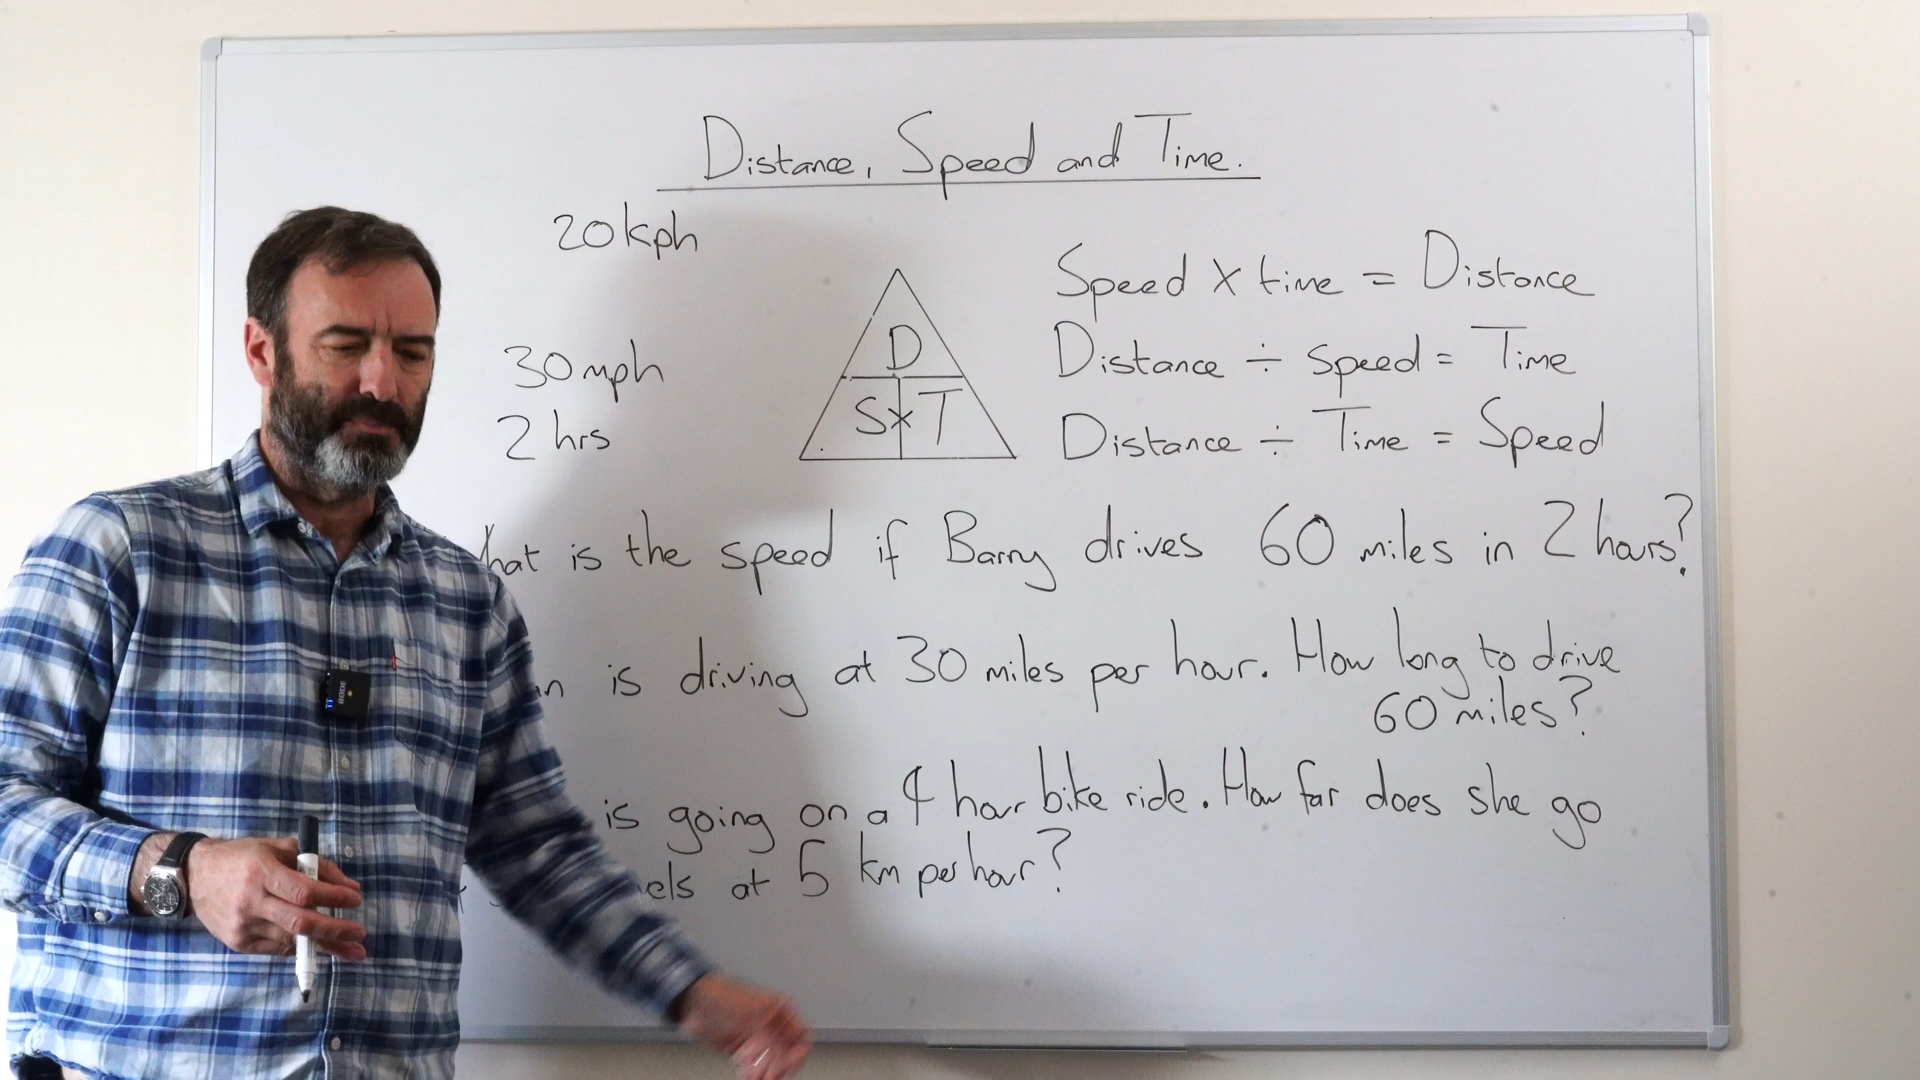 Distance, Speed and Time.
20kph
30mph
2 hrs
D
S x T
Speed x time = Distance
Distance ÷ speed = Time
Distance ÷ Time = Speed
is the speed if Barry drives 60 miles in 2 hours?
is driving at 30 miles per hour. How long to drive
60 miles?
is going on a 4 hour bike ride. How far does she go
at 5 km per hour?
RODE